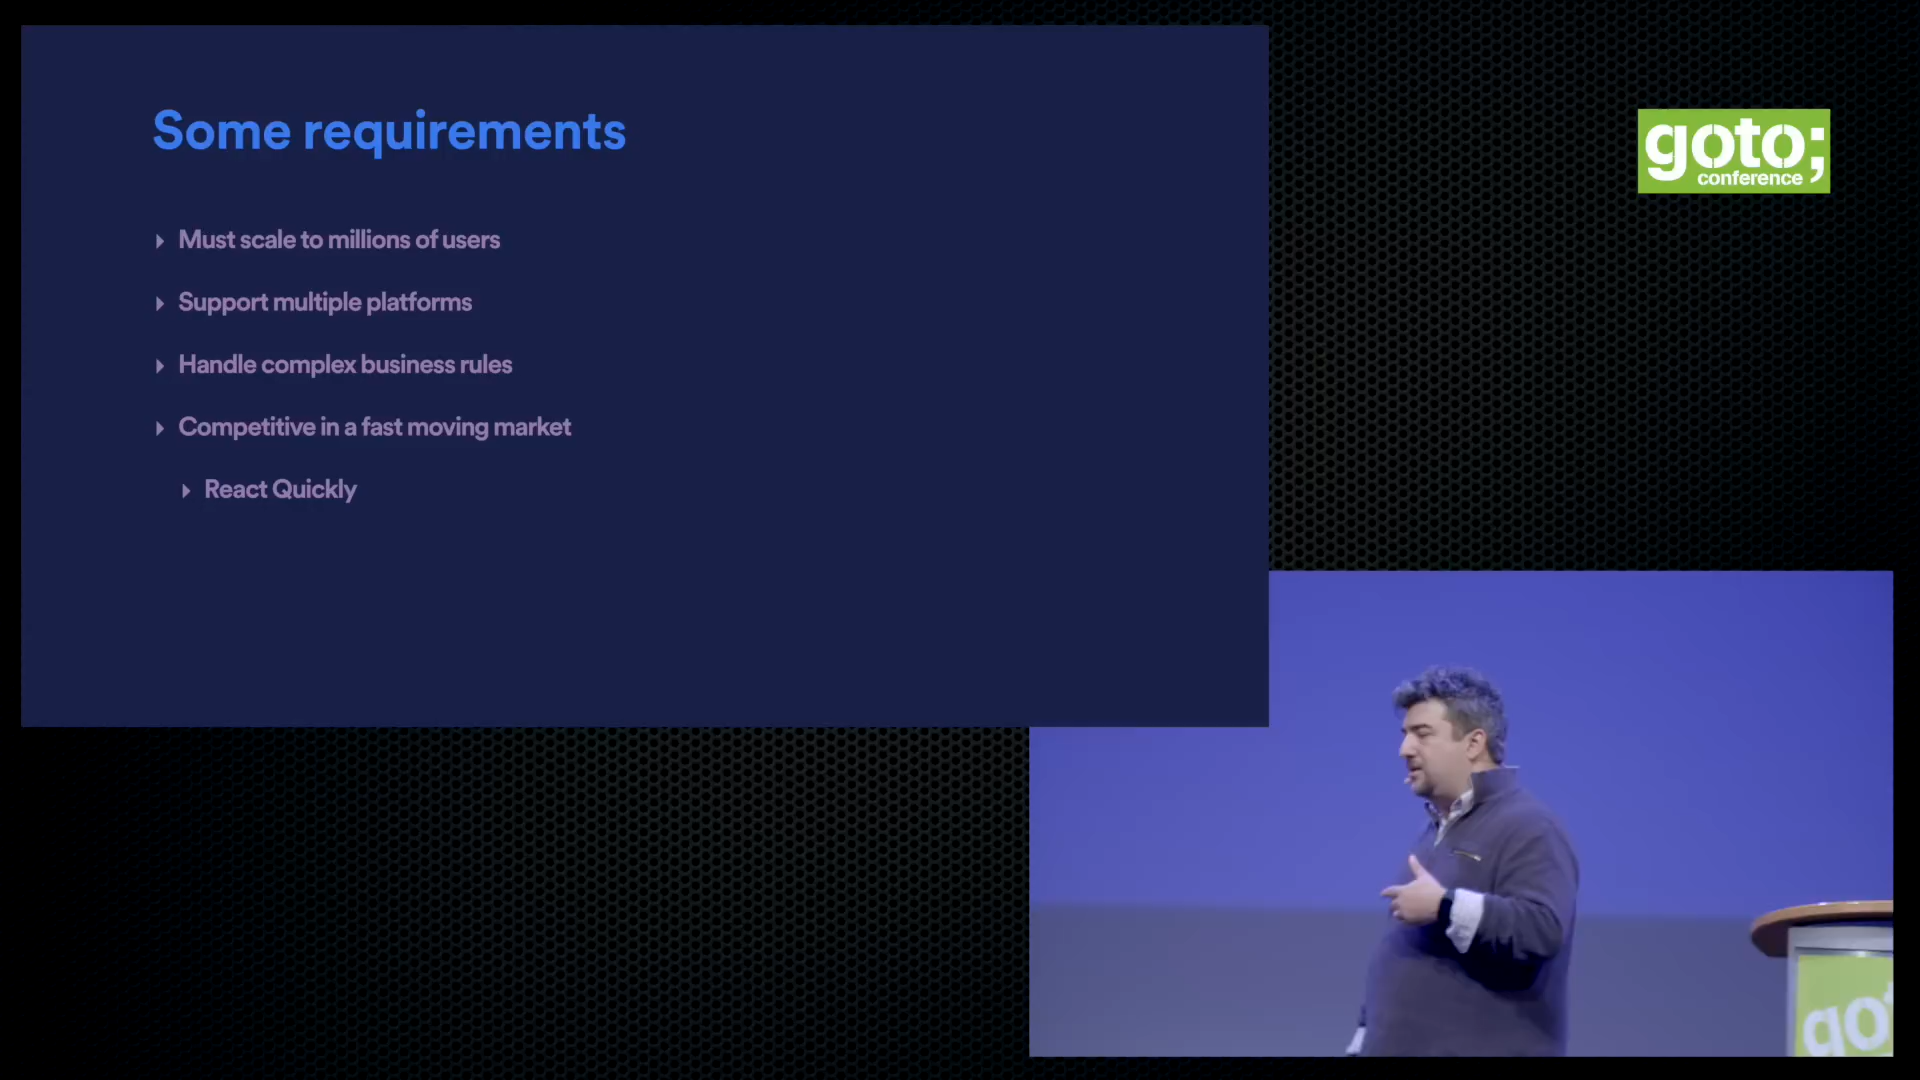 Some requirements
Must scale to millions of users
Support multiple platforms
Handle complex business rules
Competitive in a fast moving market
React Quickly
goto;
conference